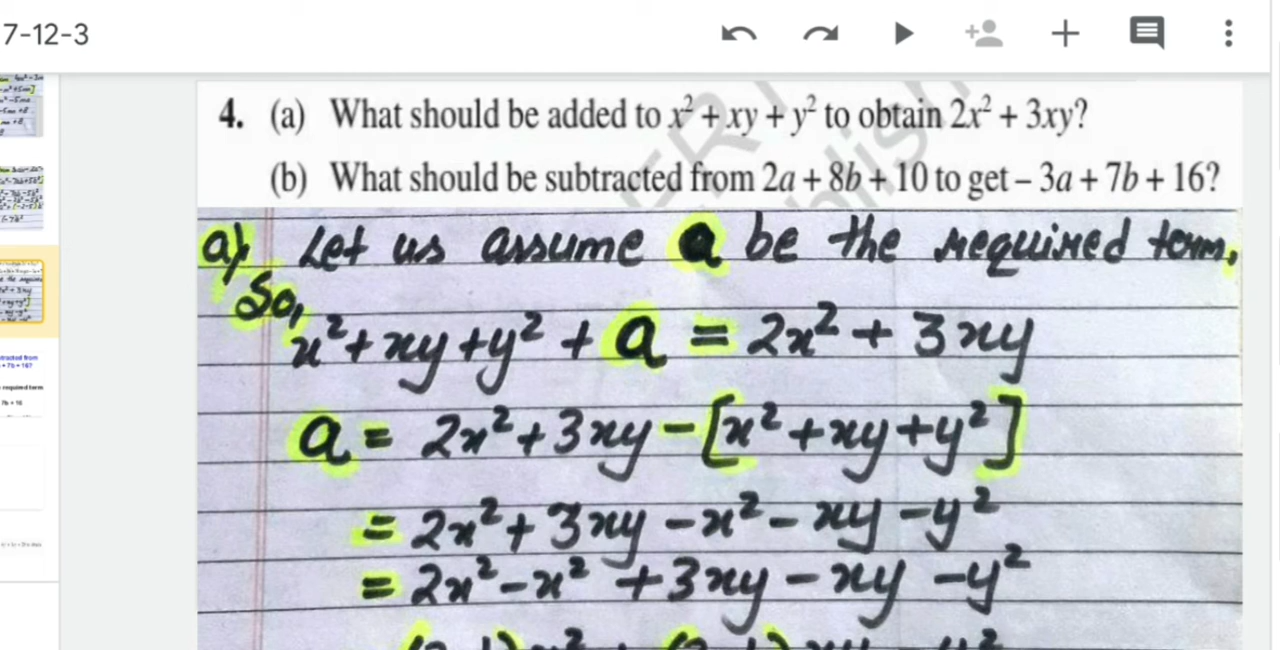 7-12-3
4. (a) What should be added to x² + xy + y² to obtain 2x² + 3xy?
(b) What should be subtracted from 2a + 8b + 10 to get – 3a + 7b + 16?
a) Let us assume a be the required term,
So,
x²+xy+y² + a = 2x² + 3xy
a = 2x²+3xy-[x²+xy+y²]
= 2x²+3xy-x²-xy-y²
= 2x²-x²+3xy-xy-y²